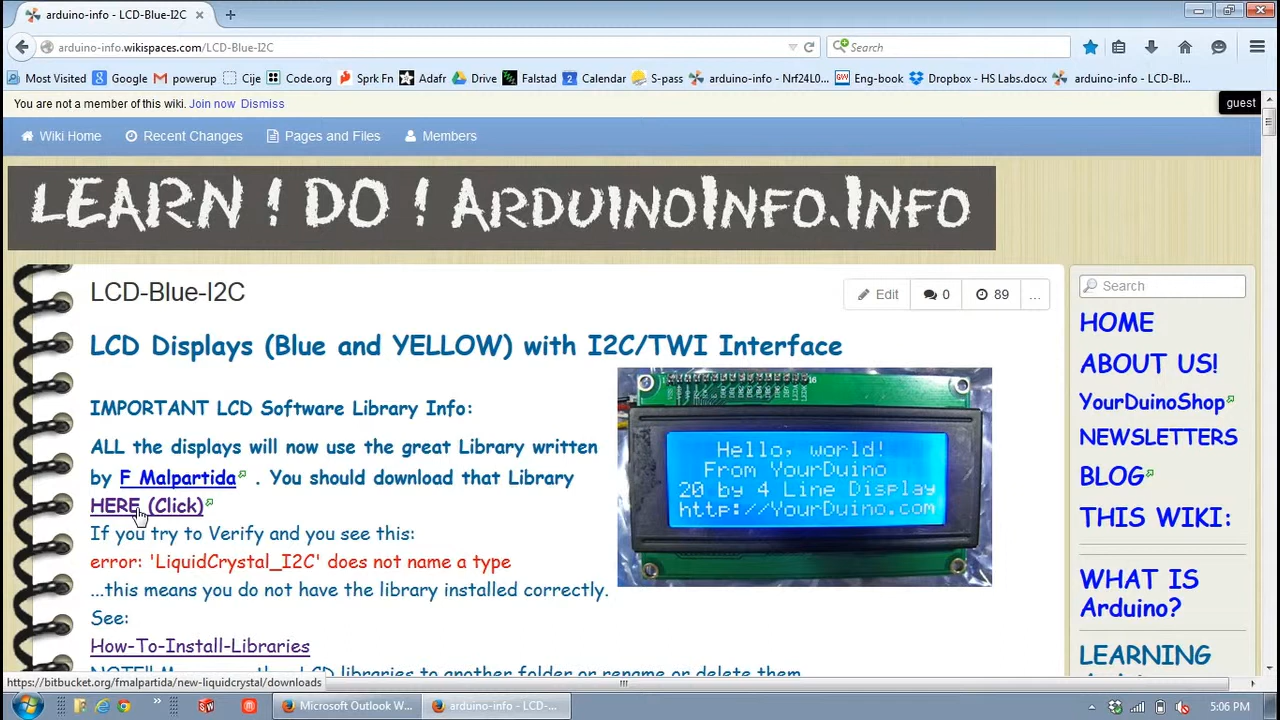 arduino-info - LCD-Blue-I2C
arduino-info.wikispaces.com/LCD-Blue-I2C
Search
Most Visited
Google
powerup
Cije
Code.org
Sprk Fn
Adafr
Drive
Falstad
Calendar
S-pass
arduino-info - Nrf24L0...
Eng-book
Dropbox - HS Labs.docx
arduino-info - LCD-Bl...
You are not a member of this wiki. Join now Dismiss
guest
Wiki Home
Recent Changes
Pages and Files
Members
LEARN ! DO ! ARDUINOINFO.INFO
LCD-Blue-I2C
Edit
0
89
...
LCD Displays (Blue and YELLOW) with I2C/TWI Interface
IMPORTANT LCD Software Library Info:
ALL the displays will now use the great Library written
by F Malpartida . You should download that Library
HERE (Click)
If you try to Verify and you see this:
error: 'LiquidCrystal_I2C' does not name a type
...this means you do not have the library installed correctly.
See:
How-To-Install-Libraries
Hello, world!
From YourDuino
20 by 4 Line Display
http://YourDuino.com
Search
HOME
ABOUT US!
YourDuinoShop
NEWSLETTERS
BLOG
THIS WIKI:
WHAT IS
Arduino?
LEARNING
https://bitbucket.org/fmalpartida/new-liquidcrystal/downloads
Microsoft Outlook W...
arduino-info - LCD-...
5:06 PM